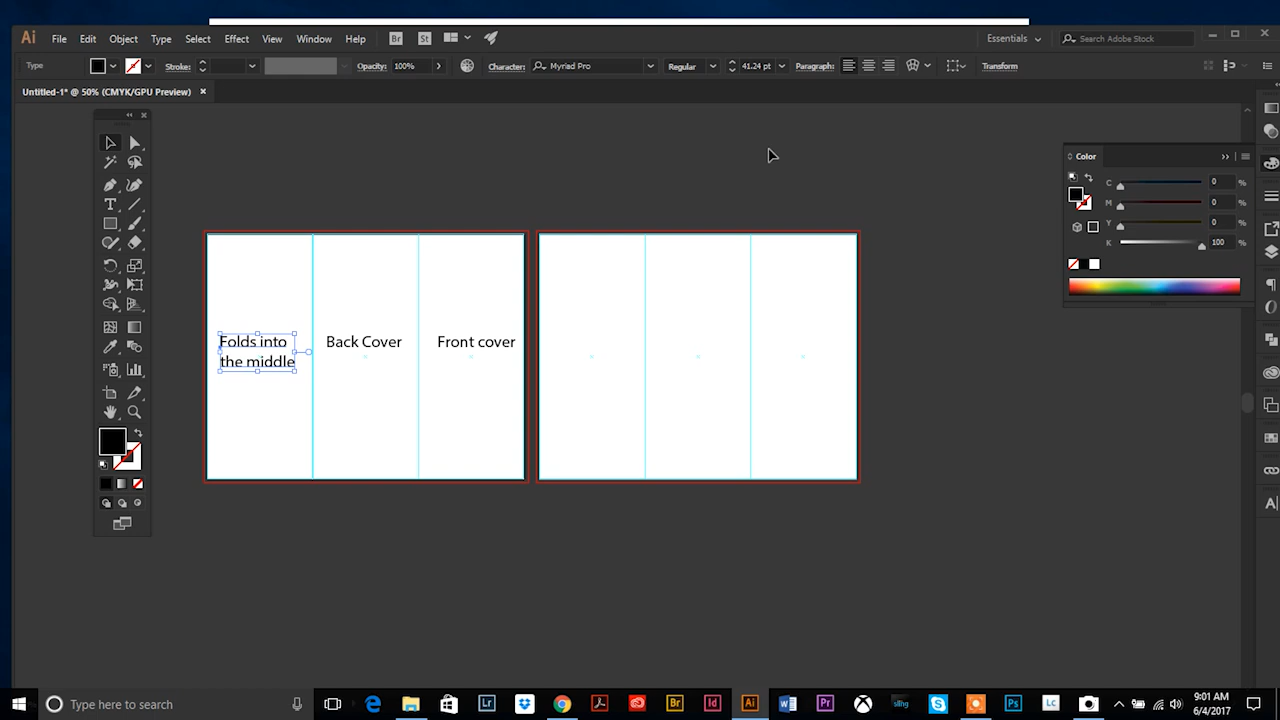 Ai File Edit Object Type Select Effect View Window Help Br St Essentials Search Adobe Stock
Type Stroke: Opacity: 100% Character: Myriad Pro Regular 41.24 pt Paragraph: Transform
Untitled-1* @ 50% (CMYK/GPU Preview)
Color
C 0 %
M 0 %
Y 0 %
K 100 %
Folds into
the middle
Back Cover
Front cover
Type here to search
Lr
Br
Id
Ai
Pr
Ps
LC
9:01 AM
6/4/2017